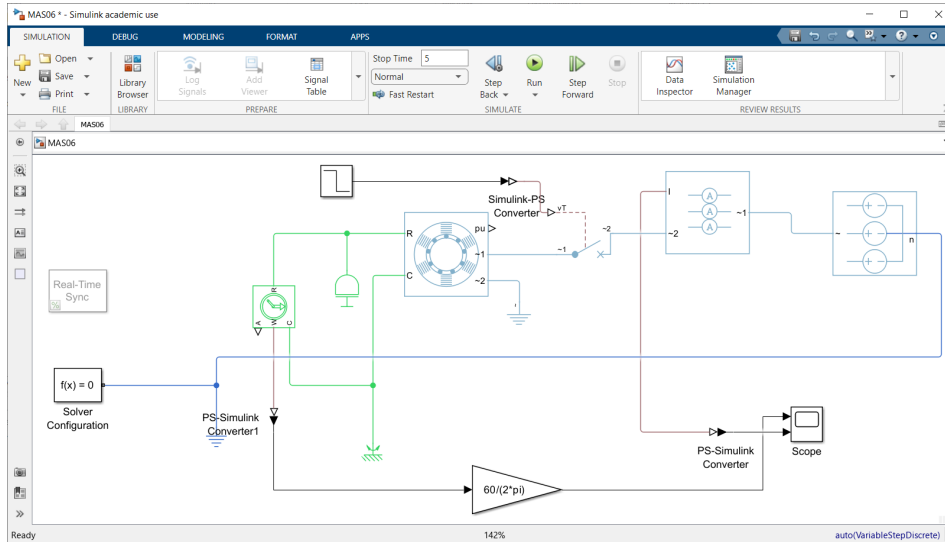 MAS06 * - Simulink academic use
SIMULATION
DEBUG
MODELING
FORMAT
APPS
New
Open
Save
Print
FILE
Library
Browser
LIBRARY
Log
Signals
Add
Viewer
Signal
Table
PREPARE
Stop Time 5
Normal
Fast Restart
Step
Back
Run
Step
Forward
Stop
SIMULATE
Data
Inspector
Simulation
Manager
REVIEW RESULTS
MAS06
MAS06
Simulink-PS
Converter
vT
I
A
A
A
~1
~2
~
+ -
+ -
+ -
n
R
pu
~1
~2
C
~1
~2
Real-Time
Sync
R
A
W
C
f(x) = 0
Solver
Configuration
PS-Simulink
Converter1
60/(2*pi)
PS-Simulink
Converter
Scope
Ready
142%
auto(VariableStepDiscrete)